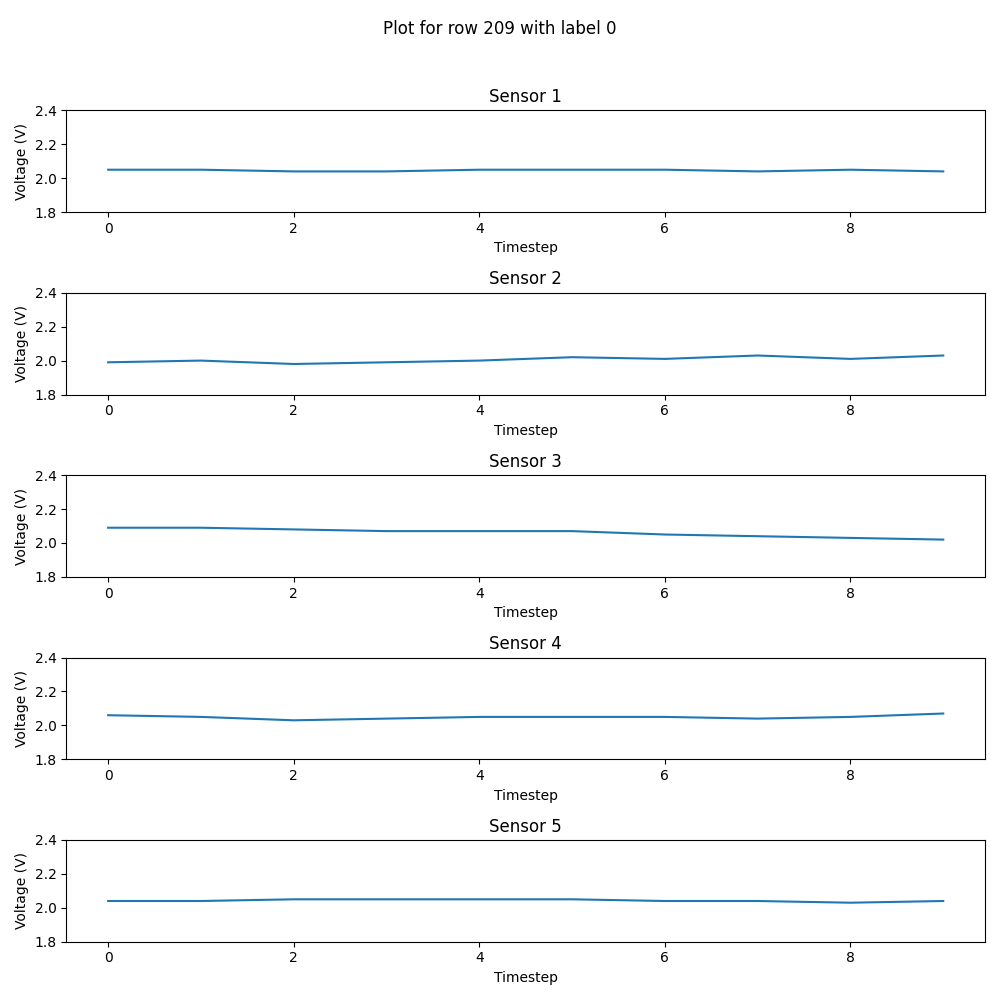 Plot for row 209 with label 0
Sensor 1
2.4
2.2
2.0
1.8
Voltage (V)
0 2 4 6 8
Timestep
Sensor 2
2.4
2.2
2.0
1.8
Voltage (V)
0 2 4 6 8
Timestep
Sensor 3
2.4
2.2
2.0
1.8
Voltage (V)
0 2 4 6 8
Timestep
Sensor 4
2.4
2.2
2.0
1.8
Voltage (V)
0 2 4 6 8
Timestep
Sensor 5
2.4
2.2
2.0
1.8
Voltage (V)
0 2 4 6 8
Timestep